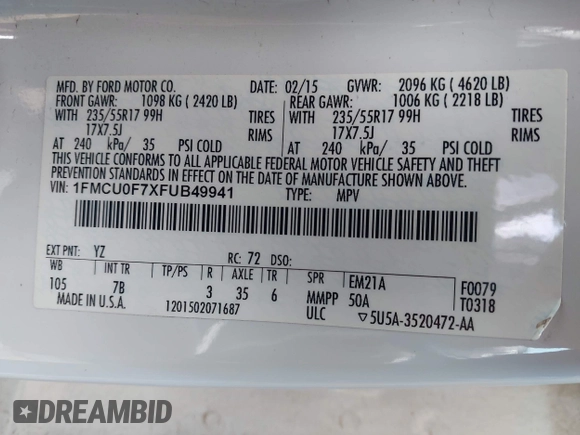 MFD. BY FORD MOTOR CO. DATE: 02/15 GVWR: 2096 KG ( 4620 LB)
FRONT GAWR: 1098 KG ( 2420 LB) REAR GAWR: 1006 KG ( 2218 LB)
WITH 235/55R17 99H TIRES WITH 235/55R17 99H TIRES
17X7.5J RIMS 17X7.5J RIMS
AT 240 kPa/ 35 PSI COLD AT 240 kPa/ 35 PSI COLD
THIS VEHICLE CONFORMS TO ALL APPLICABLE FEDERAL MOTOR VEHICLE SAFETY AND THEFT
PREVENTION STANDARDS IN EFFECT ON THE DATE OF MANUFACTURE SHOWN ABOVE.
VIN: 1FMCU0F7XFUB49941 TYPE: MPV
EXT PNT: YZ RC: 72 DSO:
WB INT TR TP/PS R AXLE TR SPR EM21A F0079
105 7B 3 35 6 MMPP 50A T0318
MADE IN U.S.A. 1201502071687 ULC ▽5U5A-3520472-AA
DREAMBID